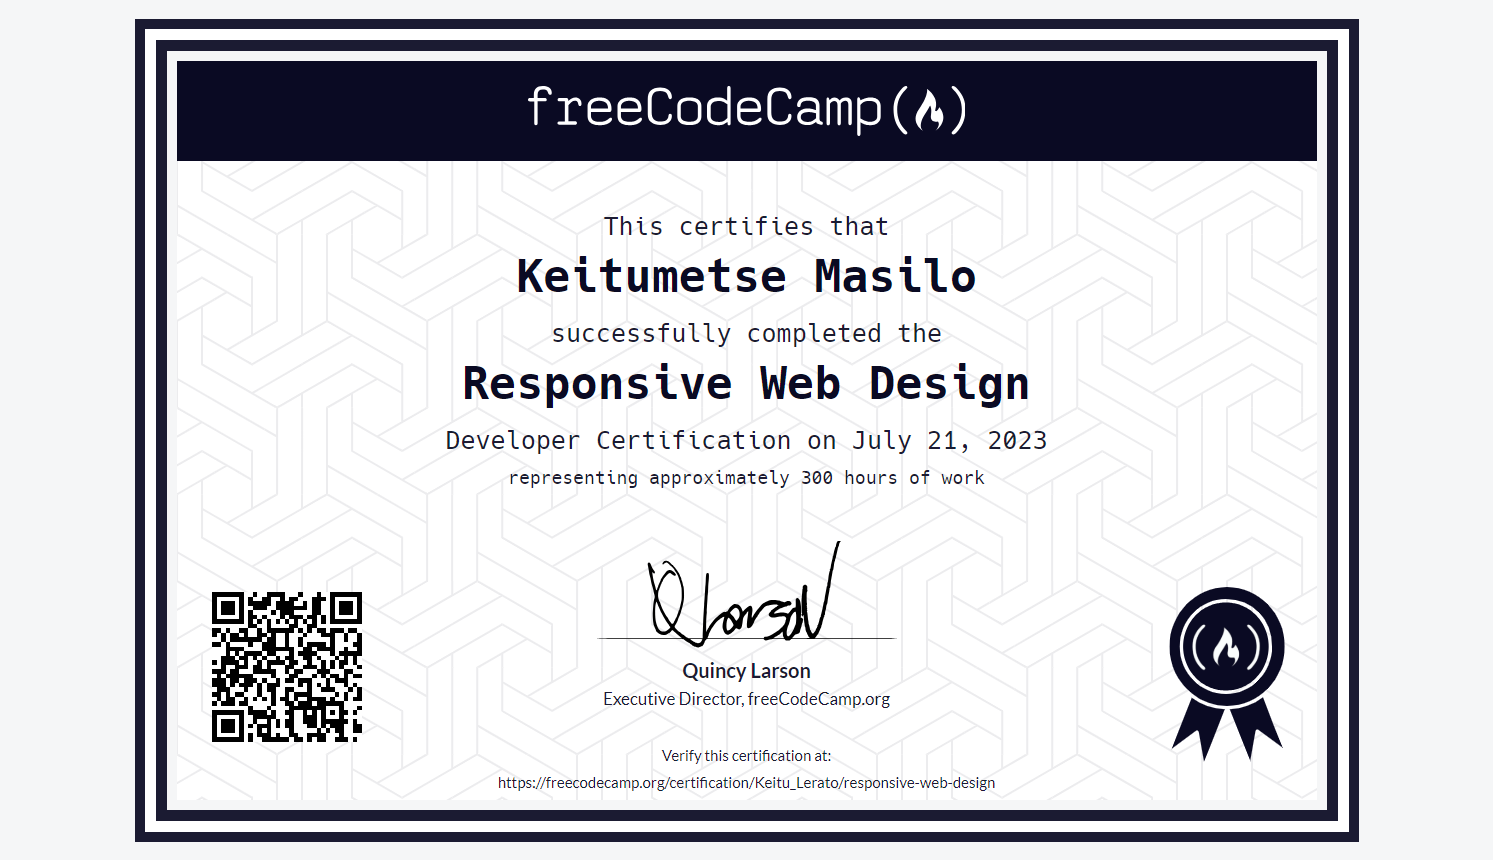 freeCodeCamp
This certifies that
Keitumetse Masilo
successfully completed the
Responsive Web Design
Developer Certification on July 21, 2023
representing approximately 300 hours of work
Quincy Larson
Executive Director, freeCodeCamp.org
Verify this certification at:
https://freecodecamp.org/certification/Keitu_Lerato/responsive-web-design